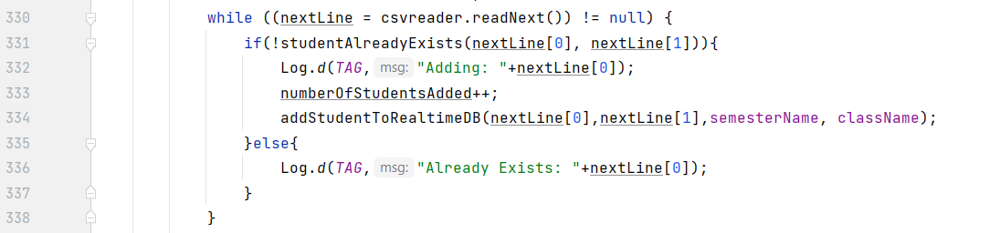 330 while ((nextLine = csvreader.readNext()) != null) {
331 if(!studentAlreadyExists(nextLine[0], nextLine[1])){
332 Log.d(TAG, msg: "Adding: "+nextLine[0]);
333 numberOfStudentsAdded++;
334 addStudentToRealtimeDB(nextLine[0],nextLine[1],semesterName, className);
335 }else{
336 Log.d(TAG, msg: "Already Exists: "+nextLine[0]);
337 }
338 }